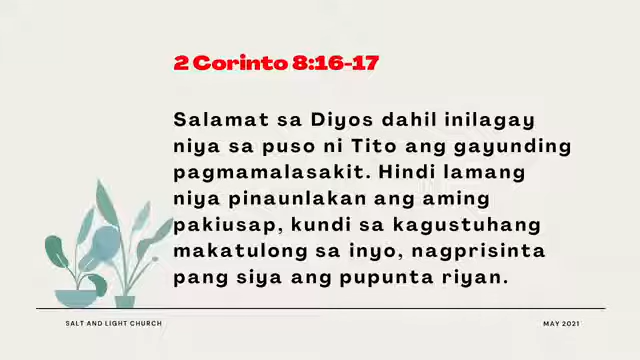 2 Corinto 8:16-17
Salamat sa Diyos dahil inilagay
niya sa puso ni Tito ang gayunding
pagmamalasakit. Hindi lamang
niya pinaunlakan ang aming
pakiusap, kundi sa kagustuhang
makatulong sa inyo, nagprisinta
pang siya ang pupunta riyan.
SALT AND LIGHT CHURCH
MAY 2021